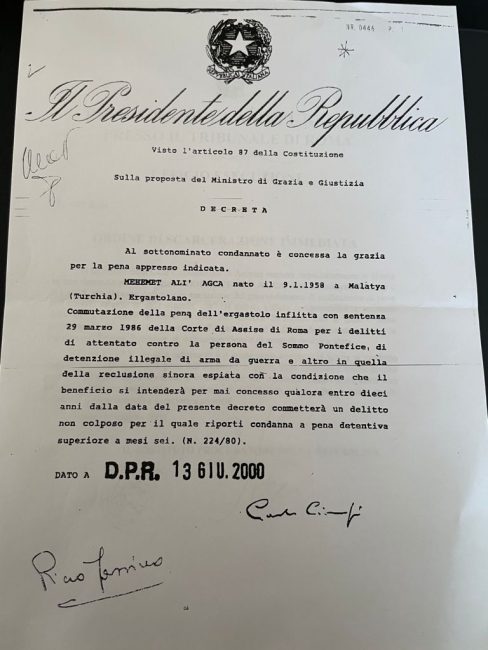 Il Presidente della Repubblica
Visto l'articolo 87 della Costituzione
Sulla proposta del Ministro di Grazia e Giustizia
DECRETA
Al sottonominato condannato è concessa la grazia
per la pena appresso indicata.
MEHEMET ALI' AGCA nato il 9.1.1958 a Malatya
(Turchia). Ergastolano.
Commutazione della pena dell'ergastolo inflitta con sentenza
29 marzo 1986 della Corte di Assise di Roma per i delitti
di attentato contro la persona del Sommo Pontefice, di
detenzione illegale di arma da guerra e altro in quella
della reclusione sinora espiata con la condizione che il
beneficio si intenderà per mai concesso qualora entro dieci
anni dalla data del presente decreto commetterà un delitto
non colposo per il quale riporti condanna a pena detentiva
superiore a mesi sei. (N. 224/80).
DATO A D.P.R. 13 GIU. 2000